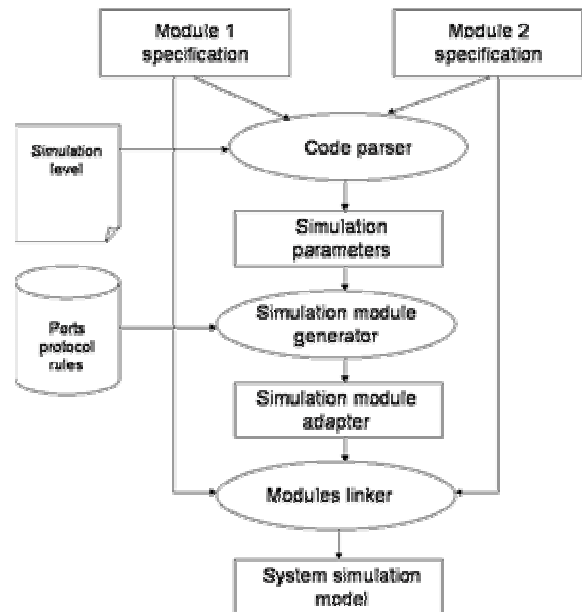 Module 1
specification
Module 2
specification
Simulation
level
Code parser
Simulation
parameters
Ports
protocol
rules
Simulation module
generator
Simulation module
adapter
Modules linker
System simulation
model